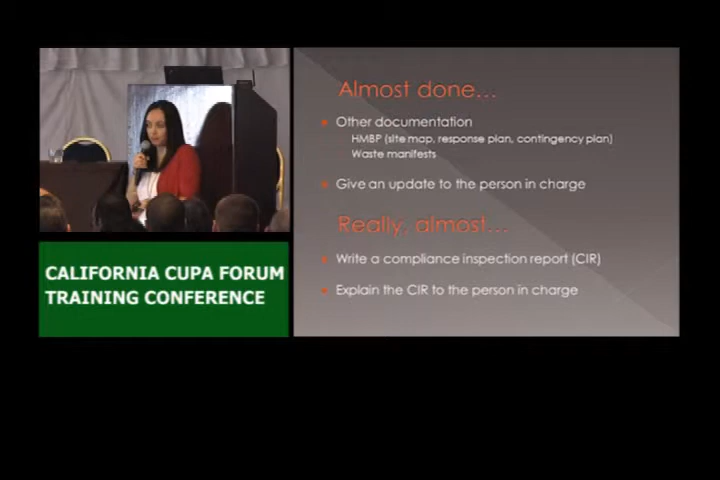 Almost done…
Other documentation
HMBP (site map, response plan, contingency plan)
Waste manifests
Give an update to the person in charge
Really, almost…
Write a compliance inspection report (CIR)
Explain the CIR to the person in charge
CALIFORNIA CUPA FORUM
TRAINING CONFERENCE